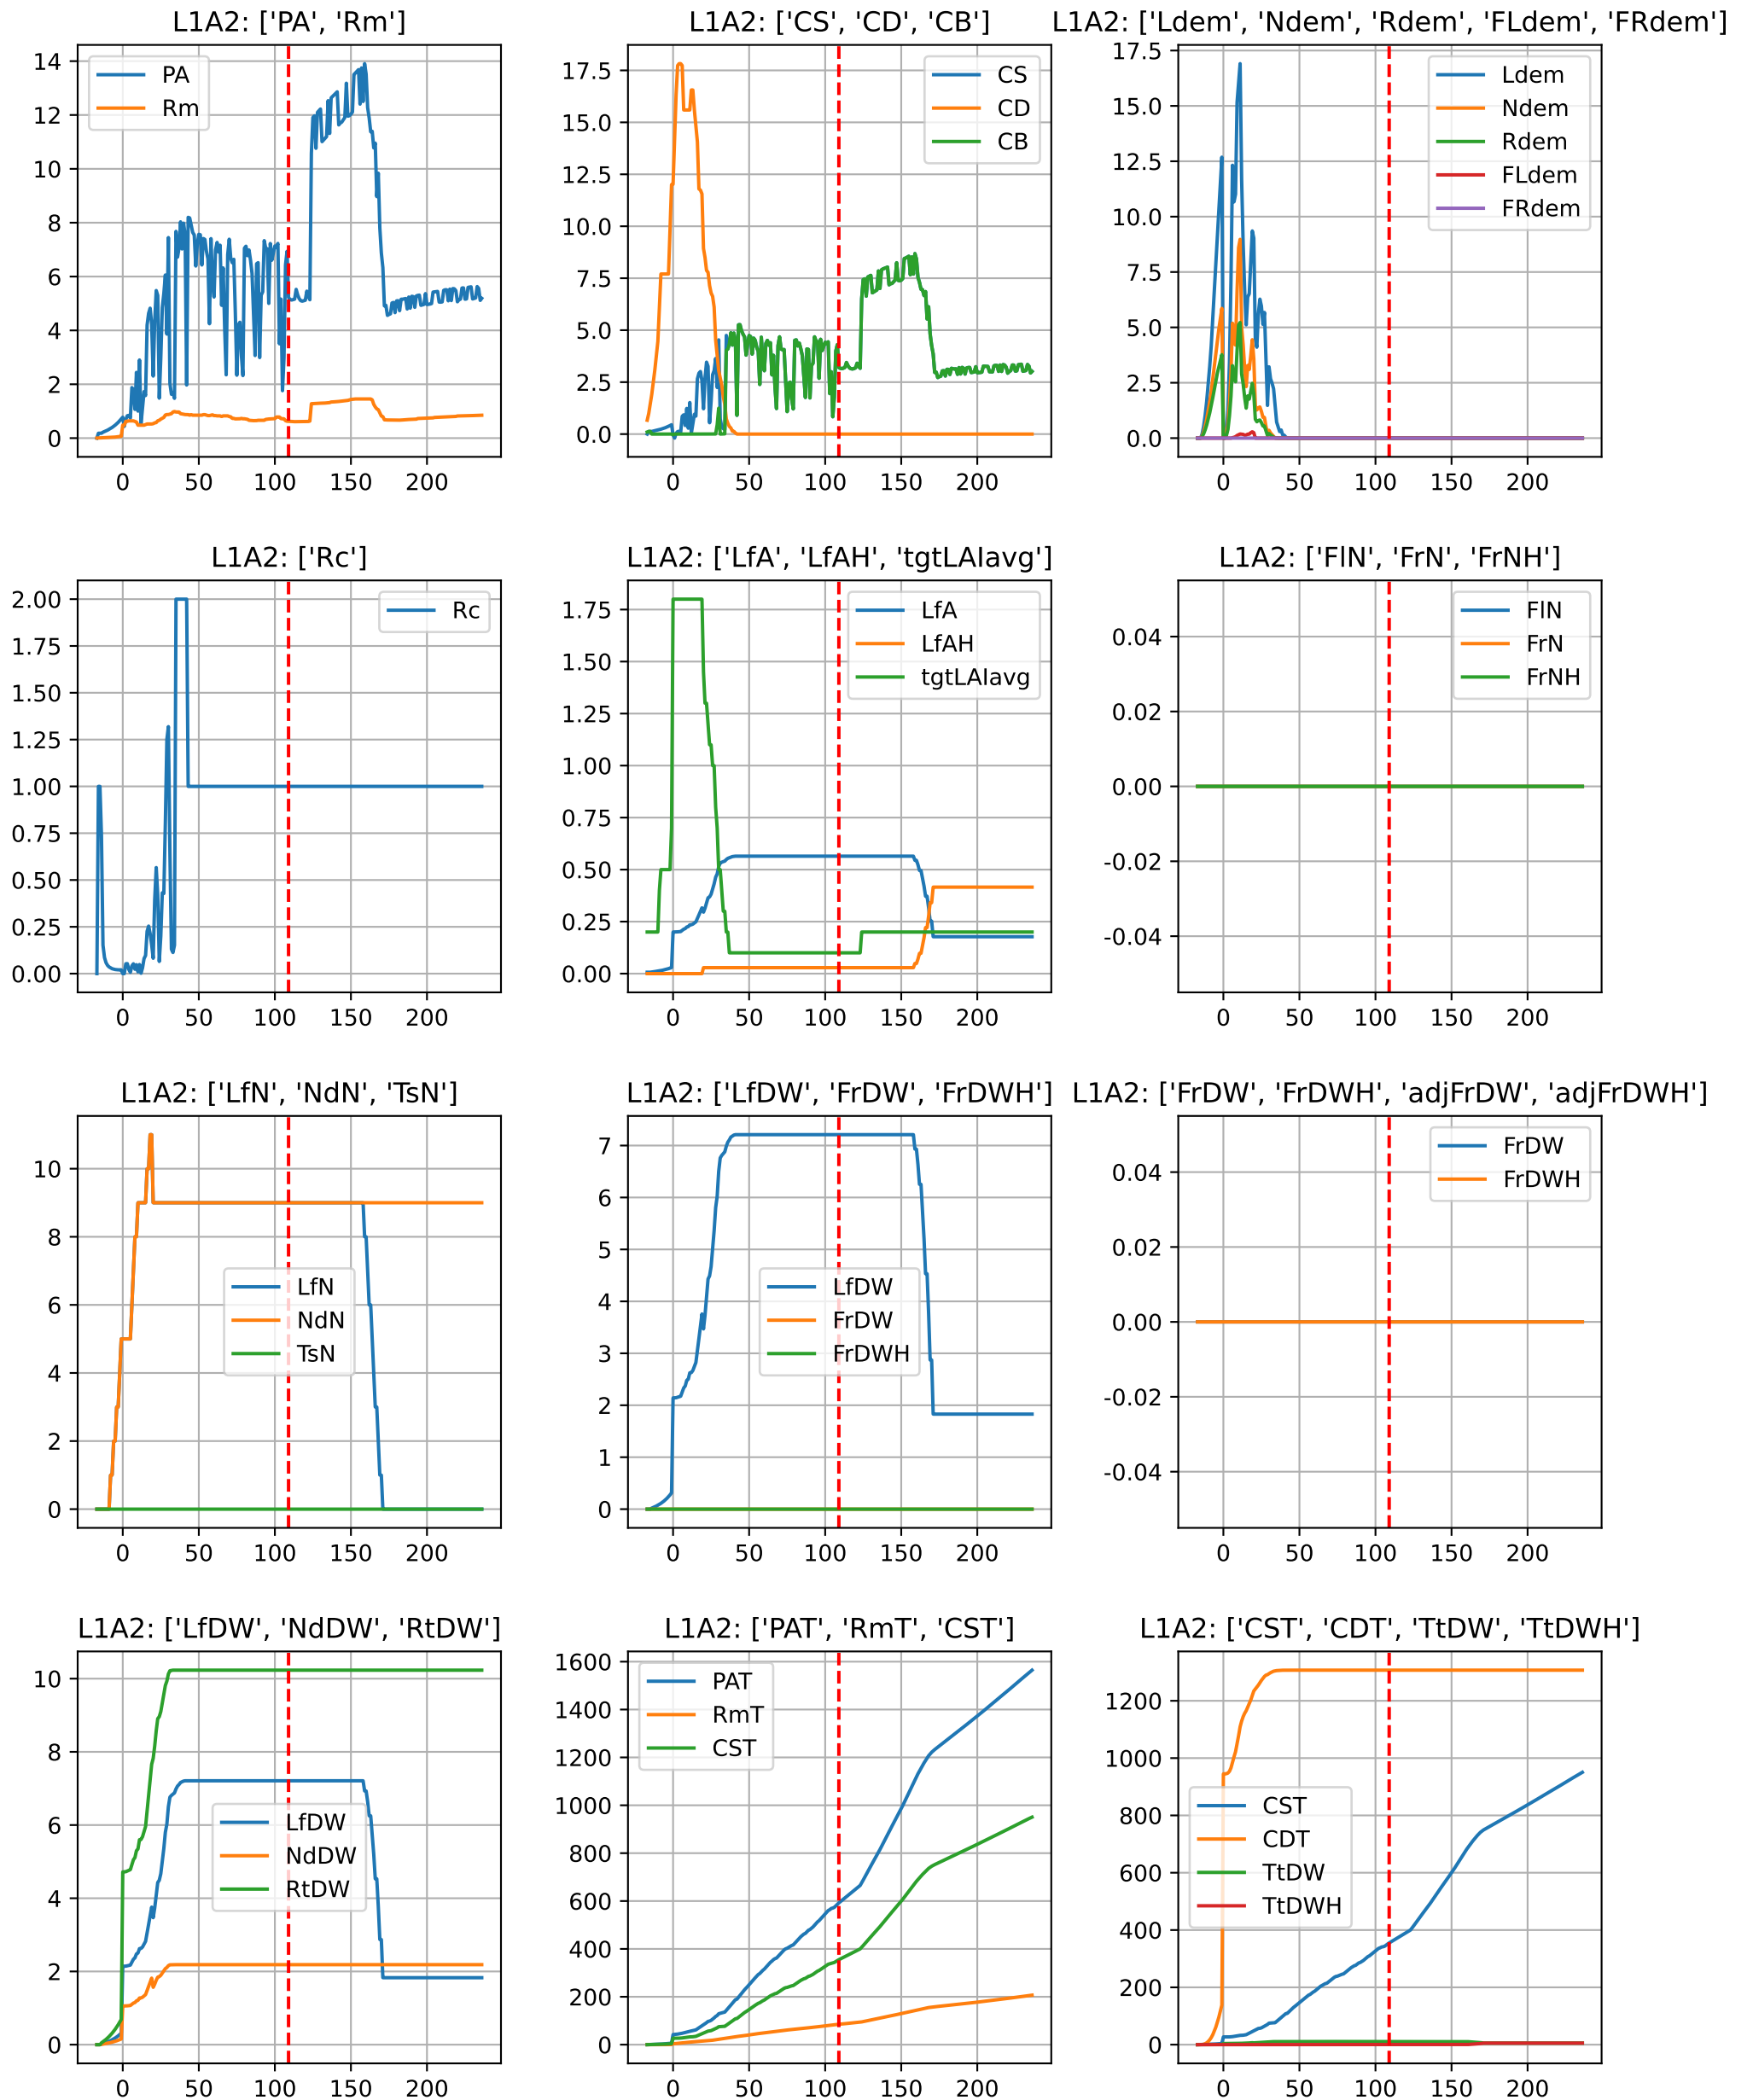 L1A2: ['PA', 'Rm']
14
12
10
8
6
4
2
0
0 50 100 150 200
PA
Rm
L1A2: ['CS', 'CD', 'CB']
17.5
15.0
12.5
10.0
7.5
5.0
2.5
0.0
0 50 100 150 200
CS
CD
CB
L1A2: ['Ldem', 'Ndem', 'Rdem', 'FLdem', 'FRdem']
17.5
15.0
12.5
10.0
7.5
5.0
2.5
0.0
0 50 100 150 200
Ldem
Ndem
Rdem
FLdem
FRdem
L1A2: ['Rc']
2.00
1.75
1.50
1.25
1.00
0.75
0.50
0.25
0.00
0 50 100 150 200
Rc
L1A2: ['LfA', 'LfAH', 'tgtLAIavg']
1.75
1.50
1.25
1.00
0.75
0.50
0.25
0.00
0 50 100 150 200
LfA
LfAH
tgtLAIavg
L1A2: ['FlN', 'FrN', 'FrNH']
0.04
0.02
0.00
-0.02
-0.04
0 50 100 150 200
FlN
FrN
FrNH
L1A2: ['LfN', 'NdN', 'TsN']
10
8
6
4
2
0
0 50 100 150 200
LfN
NdN
TsN
L1A2: ['LfDW', 'FrDW', 'FrDWH']
7
6
5
4
3
2
1
0
0 50 100 150 200
LfDW
FrDW
FrDWH
L1A2: ['FrDW', 'FrDWH', 'adjFrDW', 'adjFrDWH']
0.04
0.02
0.00
-0.02
-0.04
0 50 100 150 200
FrDW
FrDWH
L1A2: ['LfDW', 'NdDW', 'RtDW']
10
8
6
4
2
0
0 50 100 150 200
LfDW
NdDW
RtDW
L1A2: ['PAT', 'RmT', 'CST']
1600
1400
1200
1000
800
600
400
200
0
0 50 100 150 200
PAT
RmT
CST
L1A2: ['CST', 'CDT', 'TtDW', 'TtDWH']
1200
1000
800
600
400
200
0
0 50 100 150 200
CST
CDT
TtDW
TtDWH